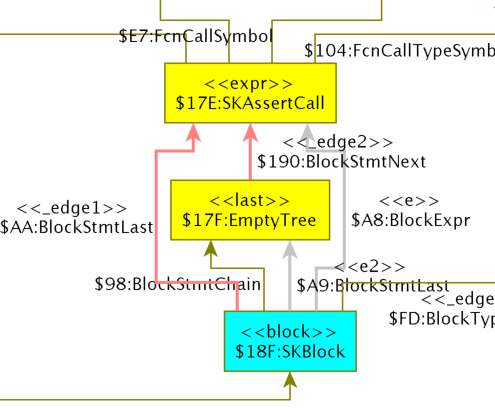 $E7:FcnCallSymbol
$104:FcnCallTypeSymb
<<expr>>
$17E:SKAssertCall
<<_edge2>>
$190:BlockStmtNext
<<last>>
$17F:EmptyTree
<<_edge1>>
$AA:BlockStmtLast
<<e>>
$A8:BlockExpr
<<e2>>
$A9:BlockStmtLast
$98:BlockStmtChain
<<_edge
$FD:BlockTyp
<<block>>
$18F:SKBlock